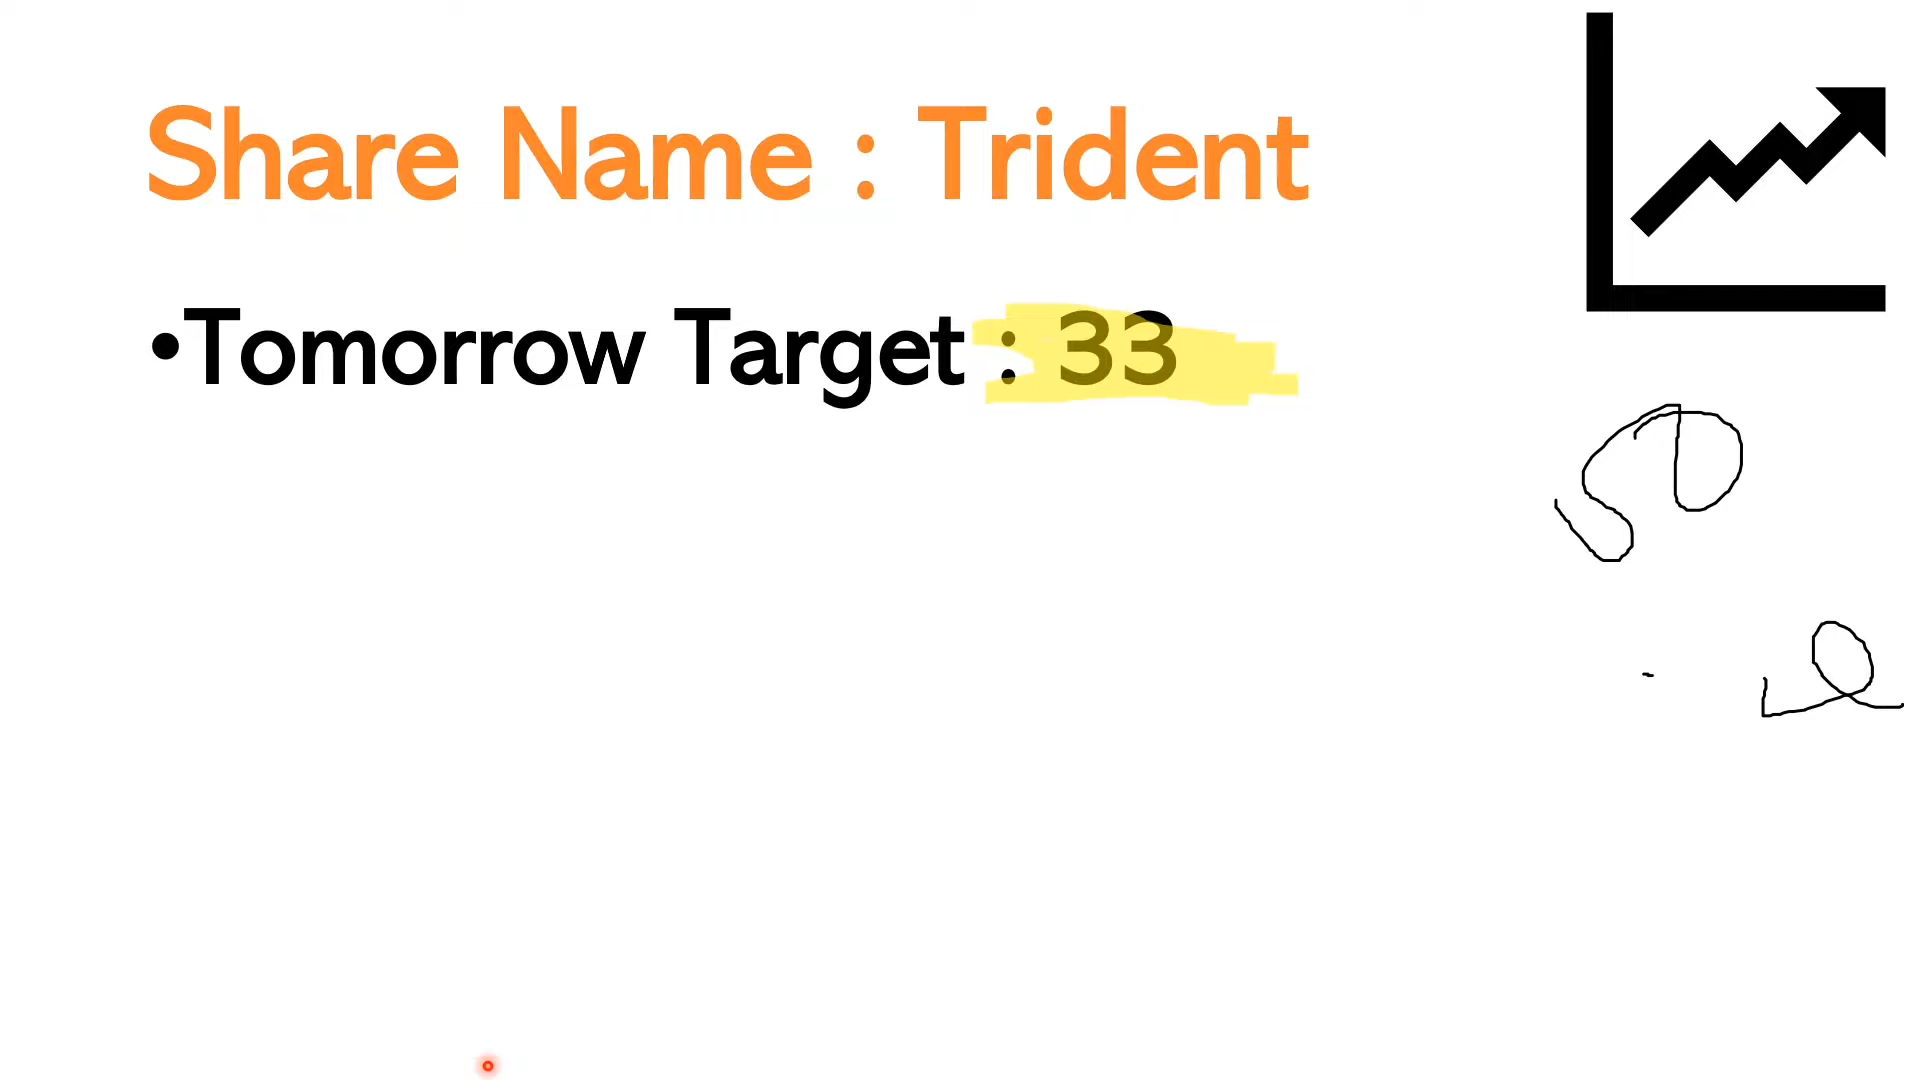 Share Name : Trident
•Tomorrow Target : 33